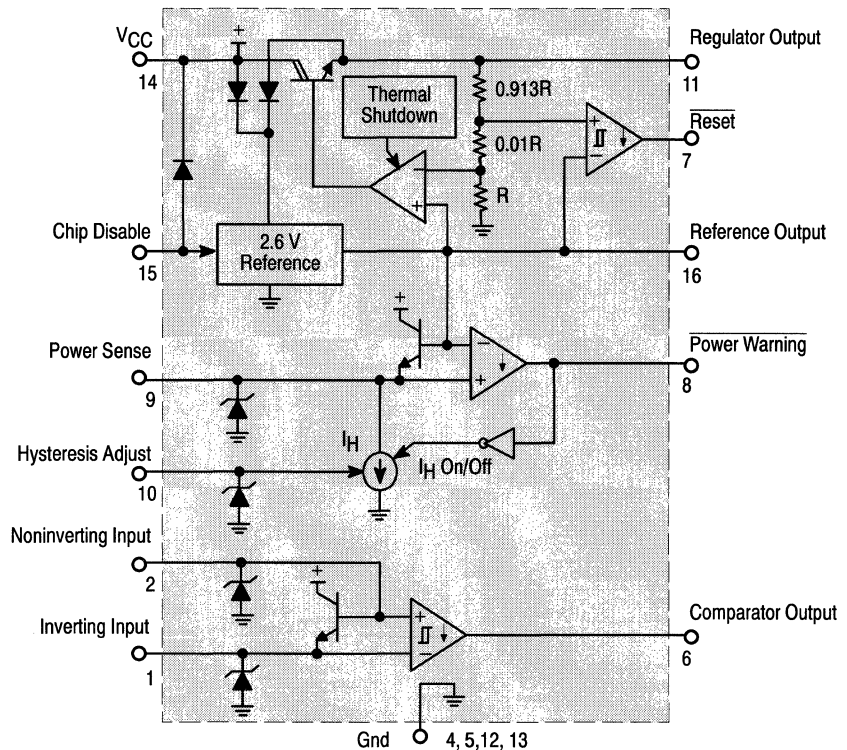 VCC
14
+
Regulator Output
11
0.913R
Thermal
Shutdown
+
−
Reset
7
0.01R
−
+
R
Chip Disable
15
2.6 V
Reference
Reference Output
16
+
Power Sense
9
−
+
Power Warning
8
Hysteresis Adjust
10
IH
IH On/Off
Noninverting Input
2
+
Inverting Input
1
+
−
Comparator Output
6
Gnd
4, 5,12, 13